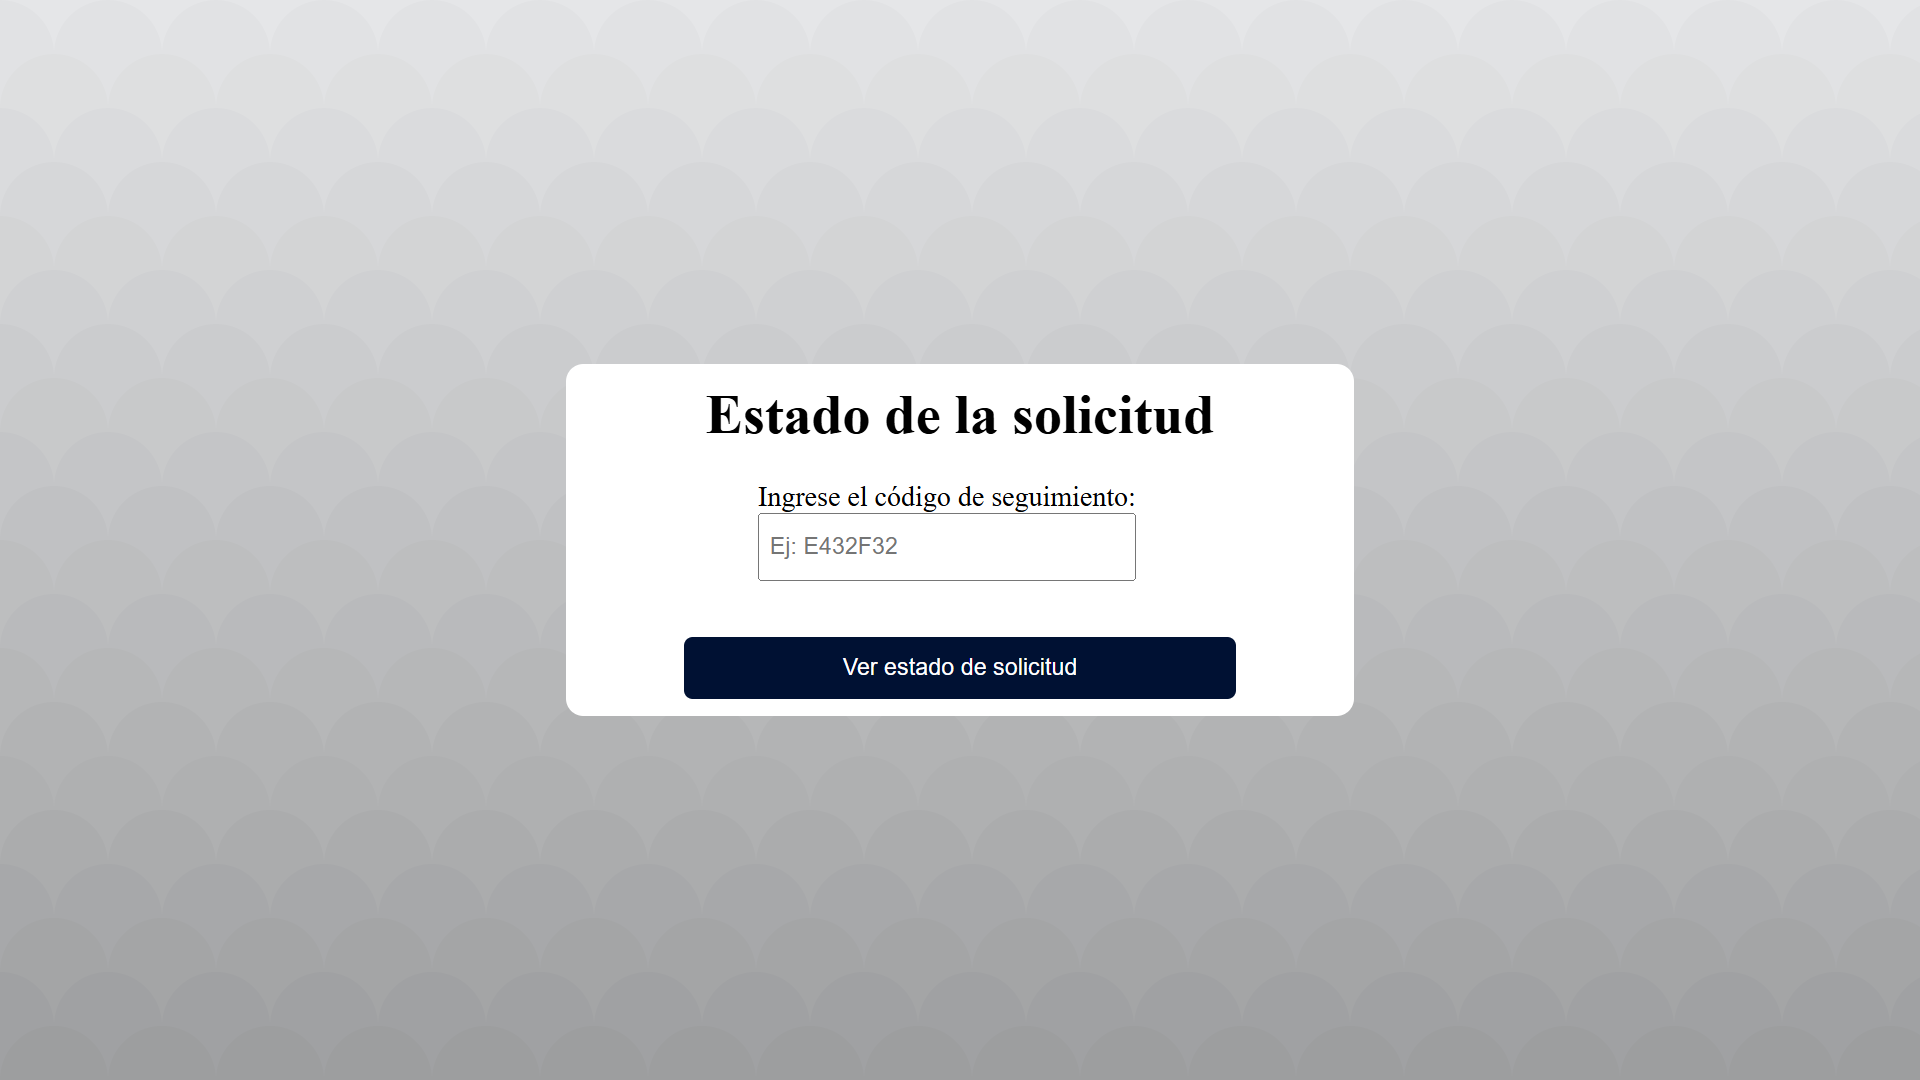 Estado de la solicitud
Ingrese el código de seguimiento:
Ej: E432F32
Ver estado de solicitud